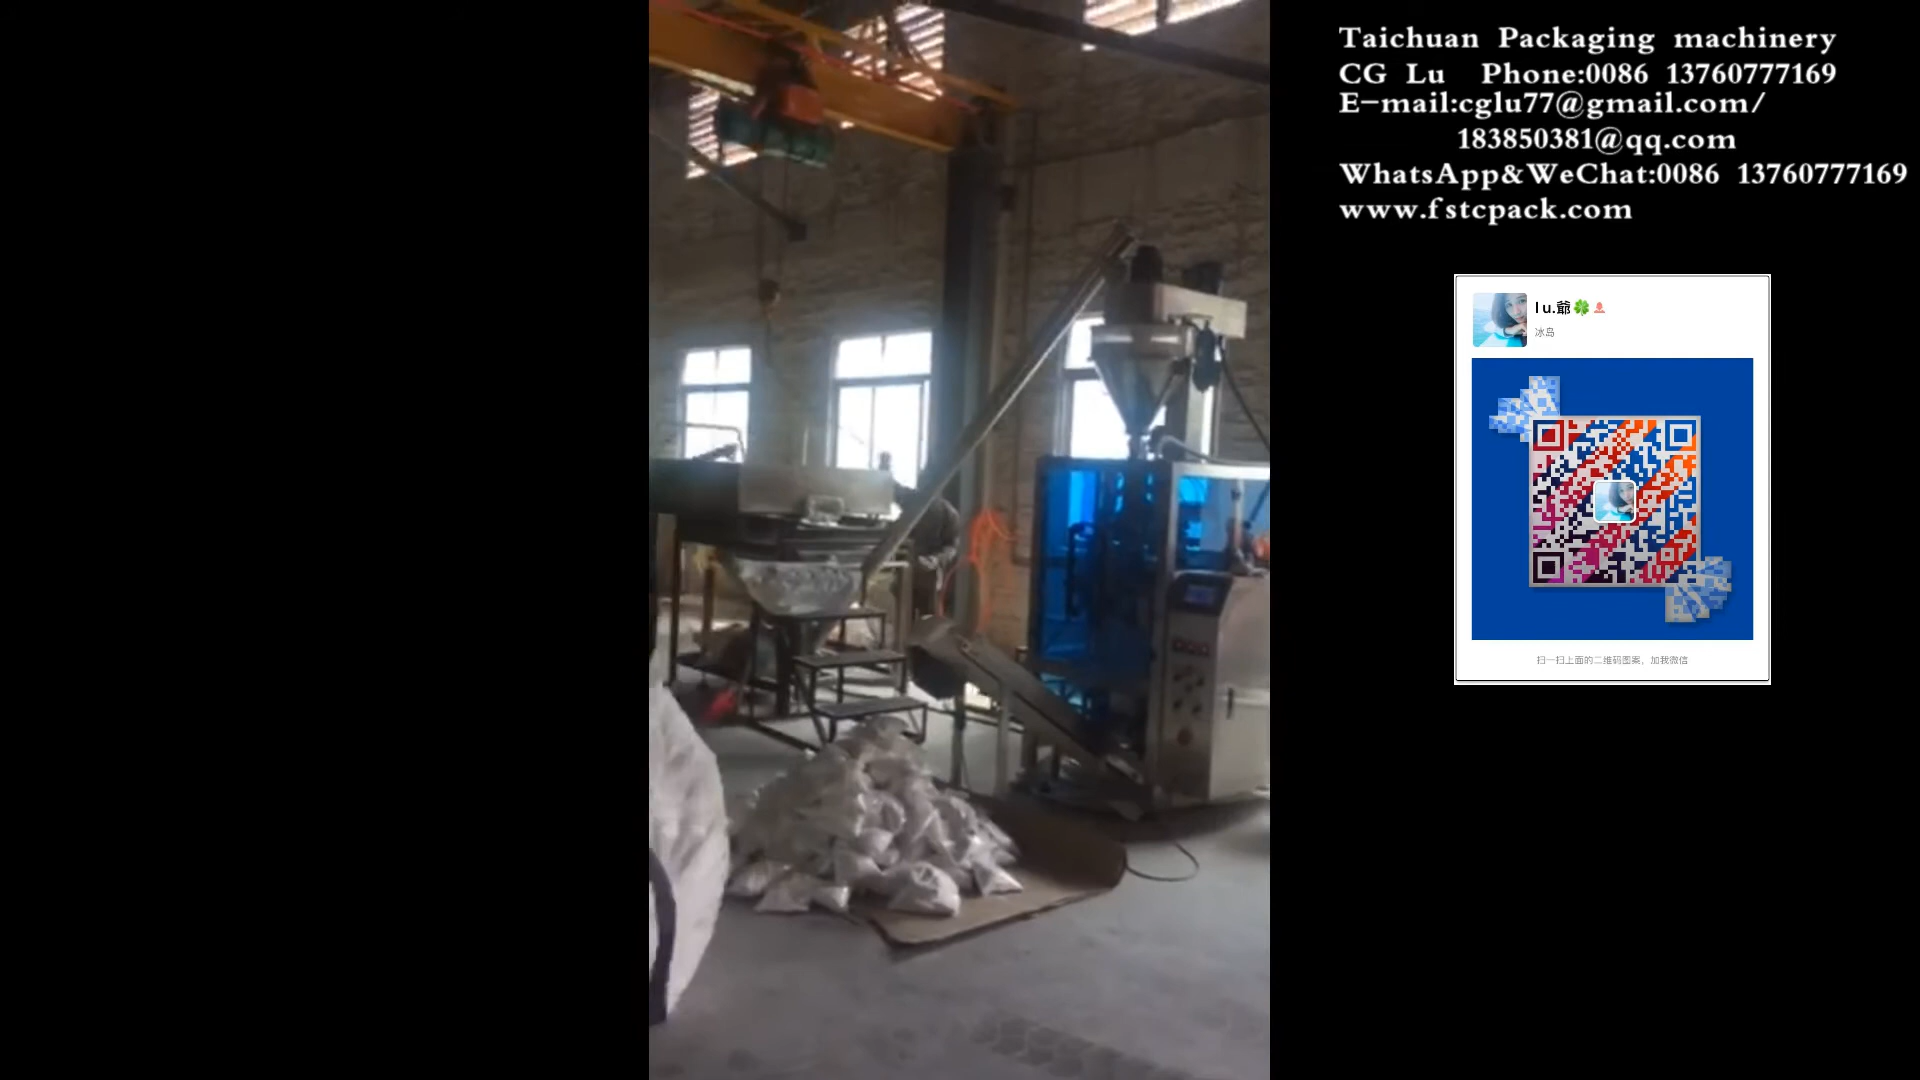 Taichuan Packaging machinery
CG Lu Phone:0086 13760777169
E-mail:cglu77@gmail.com/
183850381@qq.com
WhatsApp&WeChat:0086 13760777169
www.fstcpack.com
lu.爺🍀
冰岛
扫一扫上面的二维码图案，加我微信